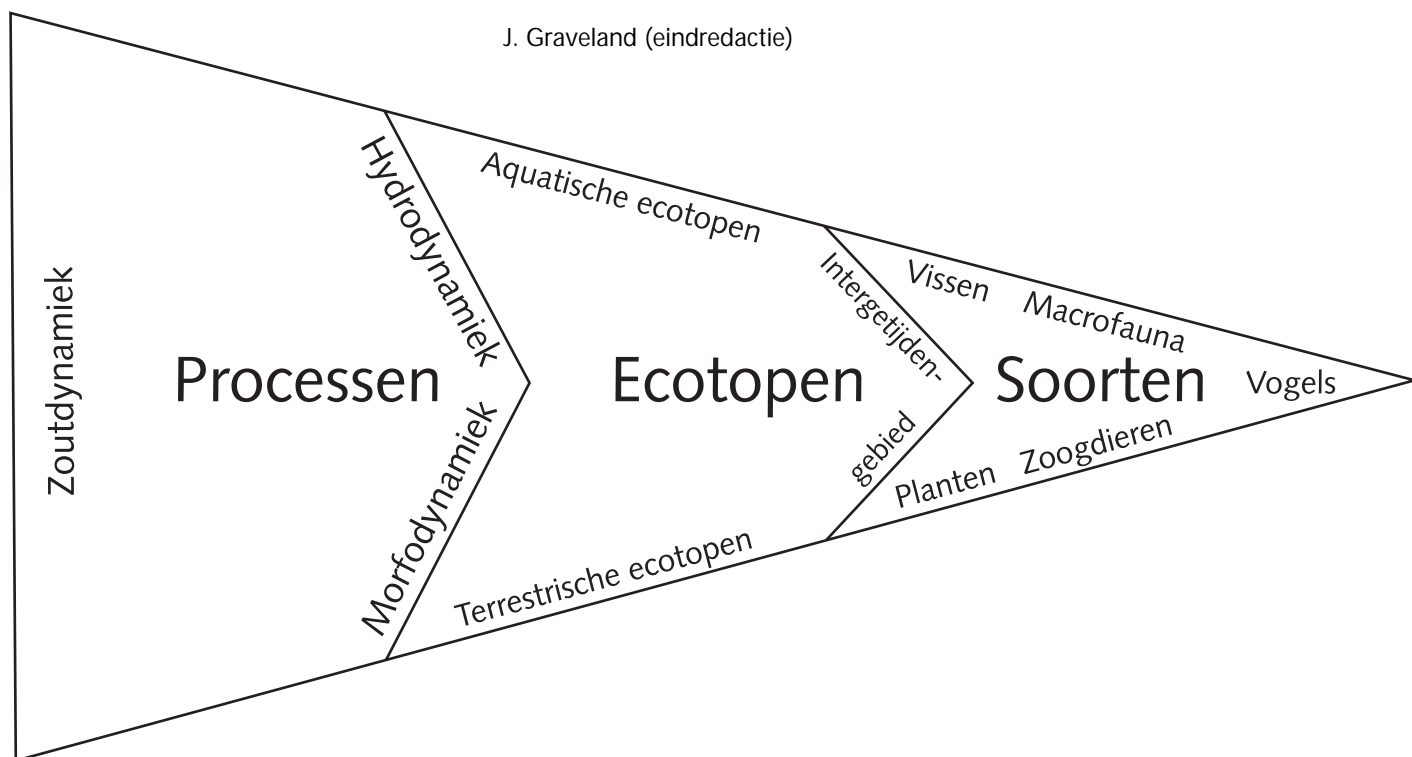 J. Graveland (eindredactie)
Zoutdynamiek
Processen
Hydrodynamiek
Morfodynamiek
Aquatische ecotopen
Ecotopen
Terrestrische ecotopen
Intergetijden-
gebied
Vissen
Macrofauna
Soorten
Vogels
Planten
Zoogdieren